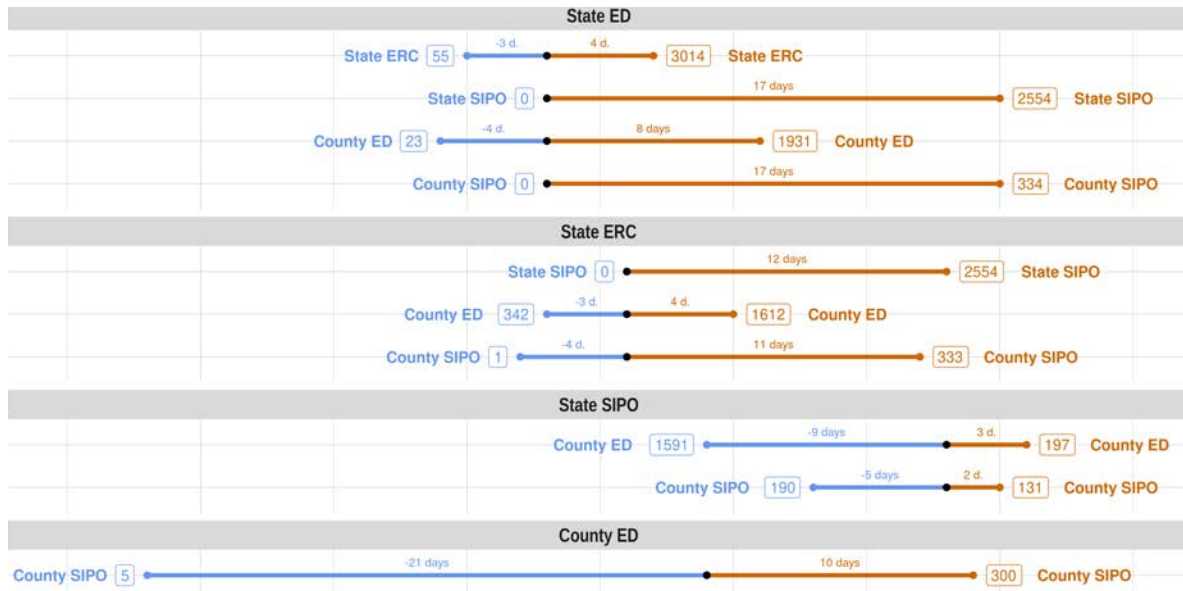 State ED
-3 d. 4 d.
State ERC 55 3014 State ERC
17 days
State SIPO 0 2554 State SIPO
-4 d. 8 days
County ED 23 1931 County ED
17 days
County SIPO 0 334 County SIPO
State ERC
12 days
State SIPO 0 2554 State SIPO
-3 d. 4 d.
County ED 342 1612 County ED
-4 d. 11 days
County SIPO 1 333 County SIPO
State SIPO
-9 days 3 d.
County ED 1591 197 County ED
-5 days 2 d.
County SIPO 190 131 County SIPO
County ED
-21 days 10 days
County SIPO 5 300 County SIPO